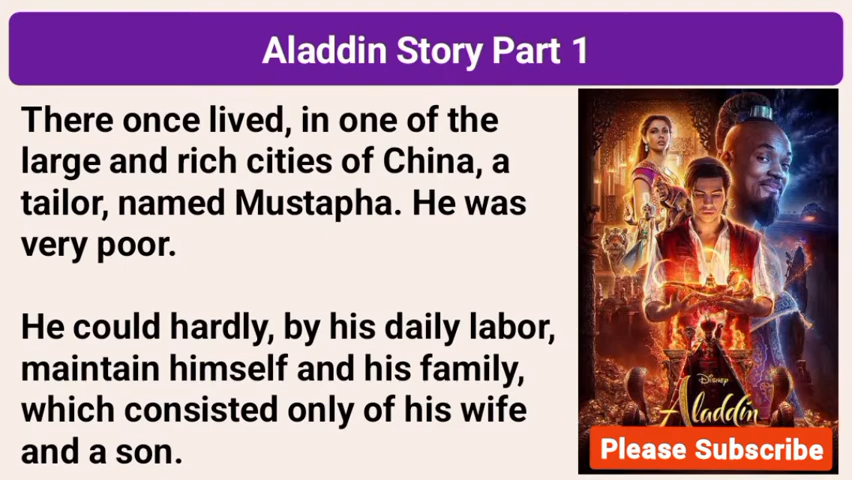 Aladdin Story Part 1
There once lived, in one of the
large and rich cities of China, a
tailor, named Mustapha. He was
very poor.
He could hardly, by his daily labor,
maintain himself and his family,
which consisted only of his wife
and a son.
Disney
Aladdin
Please Subscribe